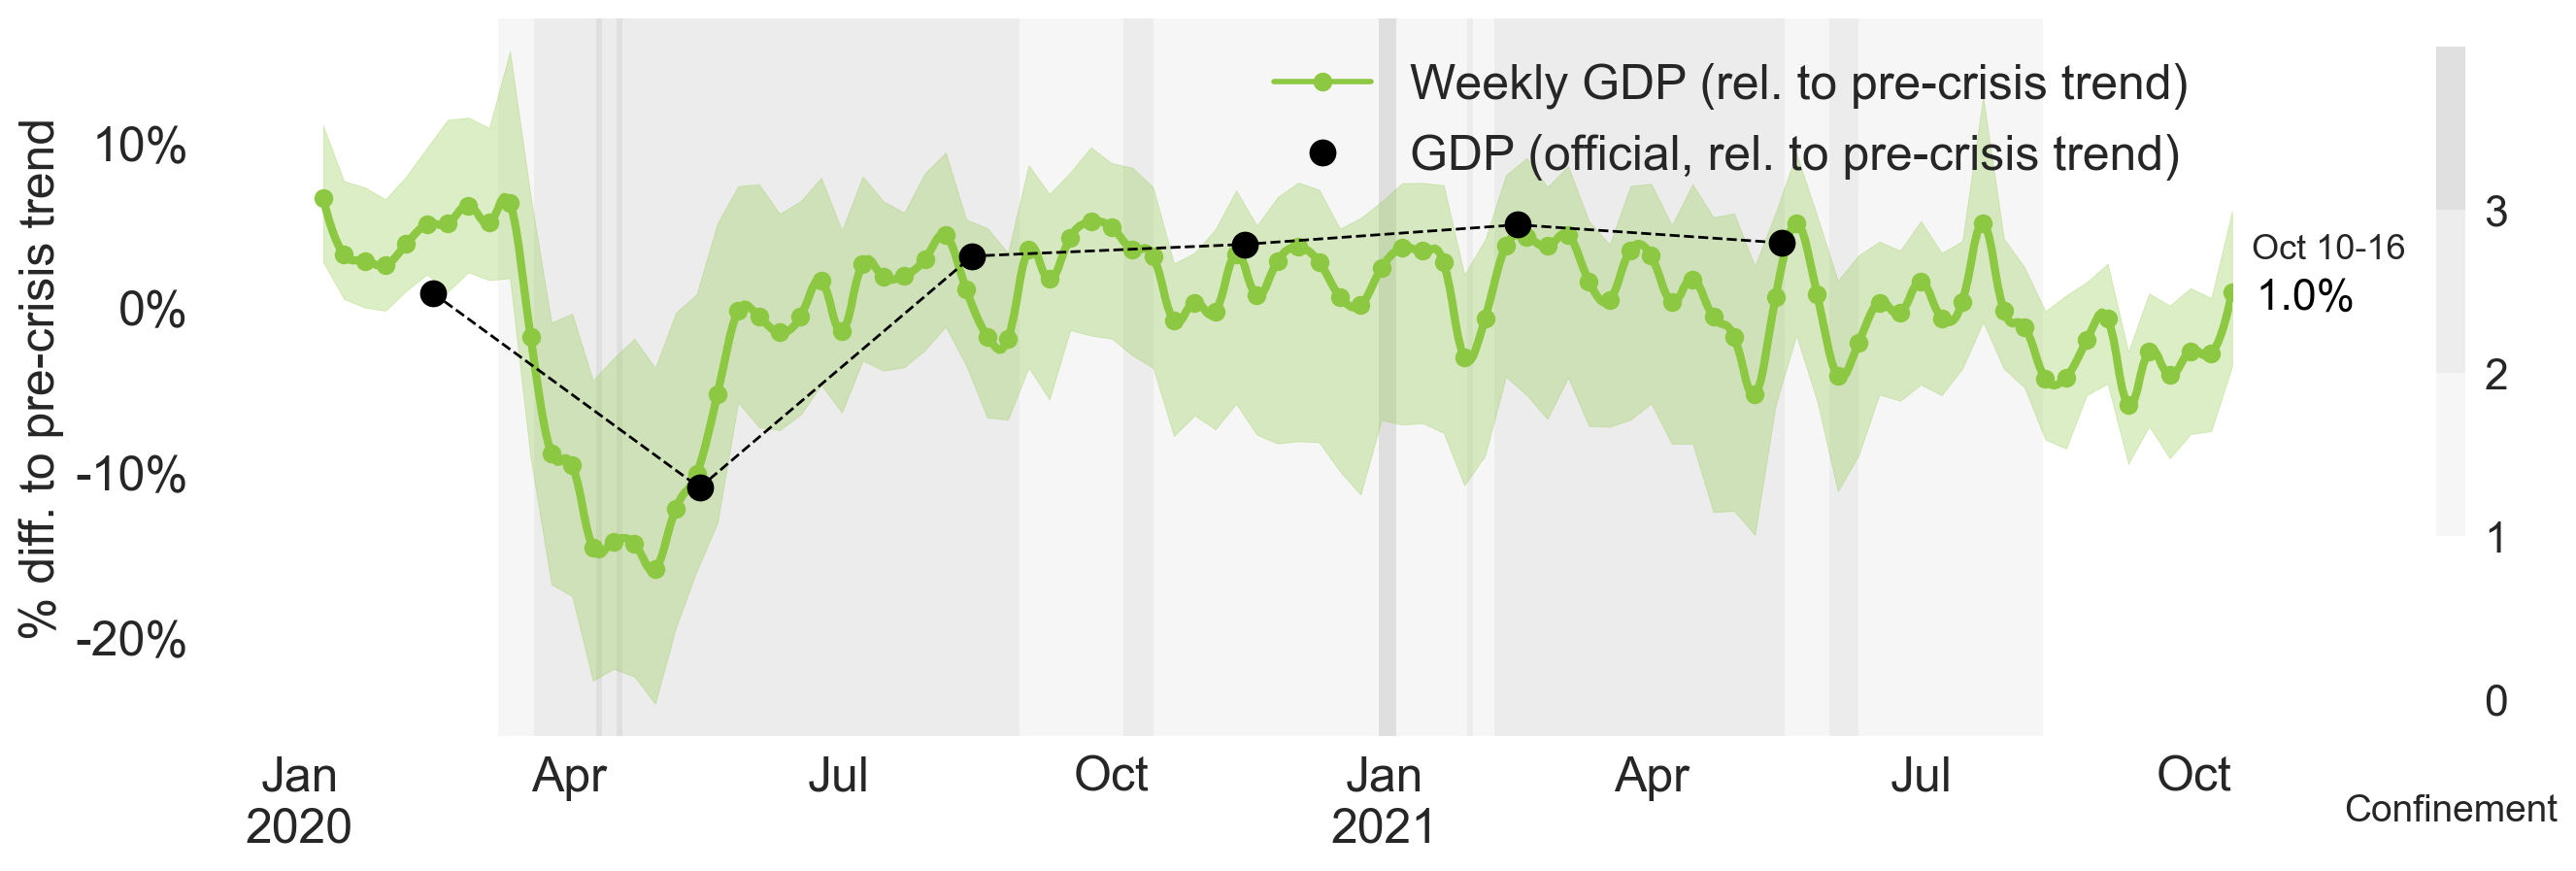 Weekly GDP (rel. to pre-crisis trend)
GDP (official, rel. to pre-crisis trend)
% diff. to pre-crisis trend
10%
0%
-10%
-20%
Oct 10-16
1.0%
3
2
1
0
Jan Apr Jul Oct Jan Apr Jul Oct
2020 2021
Confinement